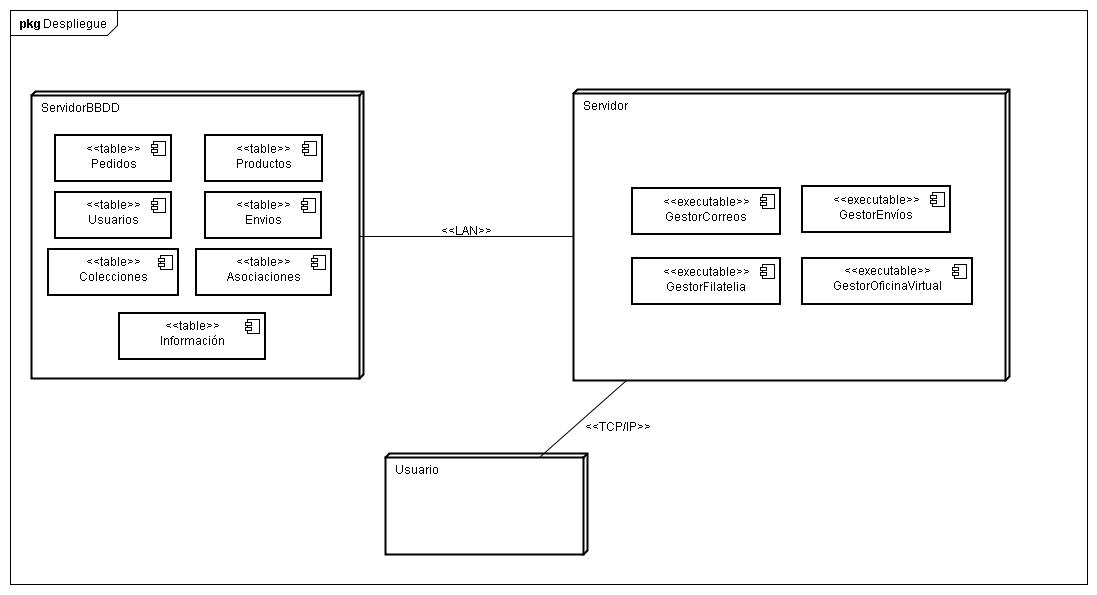 pkg Despliegue
ServidorBBDD
<<table>>
Pedidos
<<table>>
Productos
<<table>>
Usuarios
<<table>>
Envios
<<table>>
Colecciones
<<table>>
Asociaciones
<<table>>
Información
<<LAN>>
Servidor
<<executable>>
GestorCorreos
<<executable>>
GestorEnvíos
<<executable>>
GestorFilatelia
<<executable>>
GestorOficinaVirtual
<<TCP/IP>>
Usuario